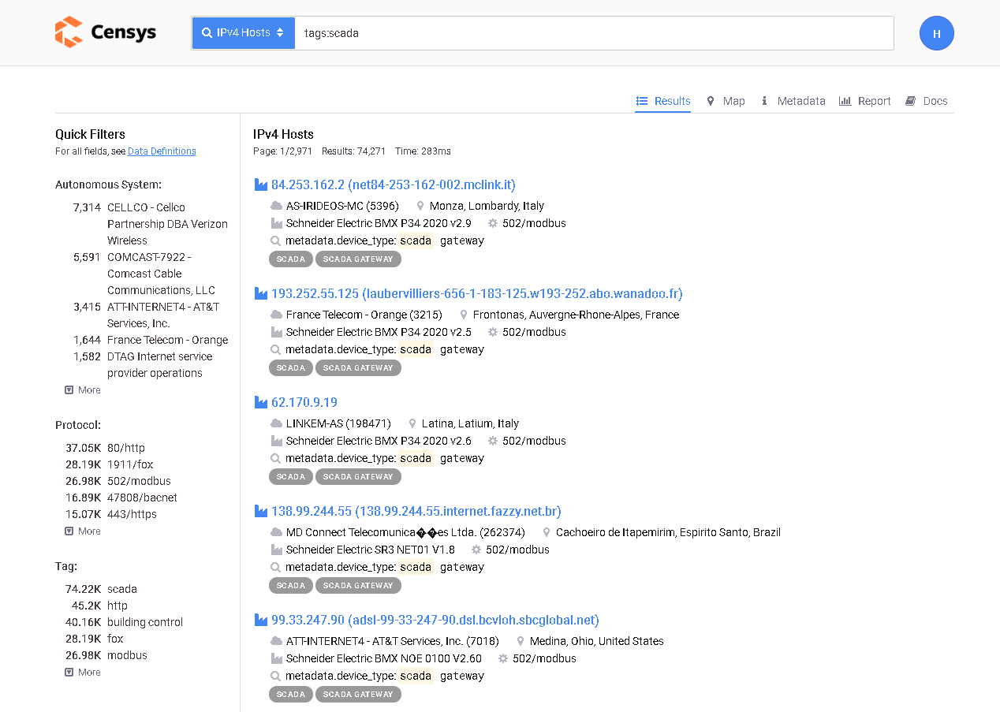 Censys
IPv4 Hosts
tags:scada
H
Results
Map
Metadata
Report
Docs
Quick Filters
For all fields, see Data Definitions
Autonomous System:
7,314 CELLCO - Cellco
Partnership DBA Verizon
Wireless
5,591 COMCAST-7922 -
Comcast Cable
Communications, LLC
3,415 ATT-INTERNET4 - AT&T
Services, Inc.
1,644 France Telecom - Orange
1,582 DTAG Internet service
provider operations
More
Protocol:
37.05K 80/http
28.19K 1911/fox
26.98K 502/modbus
16.89K 47808/bacnet
15.07K 443/https
More
Tag:
74.22K scada
45.2K http
40.16K building control
28.19K fox
26.98K modbus
More
IPv4 Hosts
Page: 1/2,971 Results: 74,271 Time: 283ms
84.253.162.2 (net84-253-162-002.mclink.it)
AS-IRIDEOS-MC (5396) Monza, Lombardy, Italy
Schneider Electric BMX P34 2020 v2.9 502/modbus
metadata.device_type: scada gateway
SCADA SCADA GATEWAY
193.252.55.125 (laubervilliers-656-1-183-125.w193-252.abo.wanadoo.fr)
France Telecom - Orange (3215) Frontonas, Auvergne-Rhone-Alpes, France
Schneider Electric BMX P34 2020 v2.5 502/modbus
metadata.device_type: scada gateway
SCADA SCADA GATEWAY
62.170.9.19
LINKEM-AS (198471) Latina, Latium, Italy
Schneider Electric BMX P34 2020 v2.6 502/modbus
metadata.device_type: scada gateway
SCADA SCADA GATEWAY
138.99.244.55 (138.99.244.55.internet.fazzy.net.br)
MD Connect Telecomunica��es Ltda. (262374) Cachoeiro de Itapemirim, Espirito Santo, Brazil
Schneider Electric SR3 NET01 V1.8 502/modbus
metadata.device_type: scada gateway
SCADA SCADA GATEWAY
99.33.247.90 (adsl-99-33-247-90.dsl.bcvloh.sbcglobal.net)
ATT-INTERNET4 - AT&T Services, Inc. (7018) Medina, Ohio, United States
Schneider Electric BMX NOE 0100 V2.60 502/modbus
metadata.device_type: scada gateway
SCADA SCADA GATEWAY